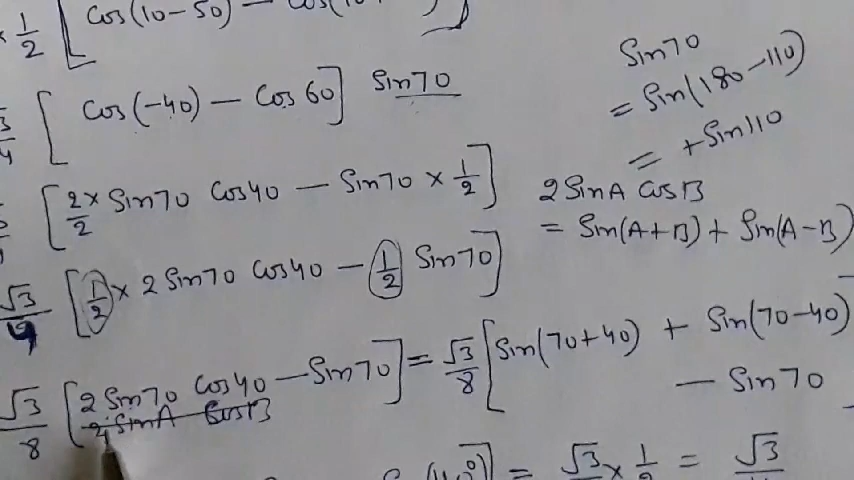 × 1/2 [ Cos(10-50) - Cos(10+ ) ]
[ Cos(-40) - Cos 60 ] Sin70
[ 2/2 × Sin70 Cos40 - Sin70 × 1/2 ]
√3/4 [ 1/2 × 2 Sin70 Cos40 - 1/2 Sin70 ]
√3/8 [ 2 Sin70 Cos40 - Sin70 ] = √3/8 [ Sin(70+40) + Sin(70-40)
- Sin70
2 SinA CosB
= √3 × 1/2 = √3
Sin70
= Sin(180-110)
= + Sin110
2 SinA CosB
= Sin(A+B) + Sin(A-B)